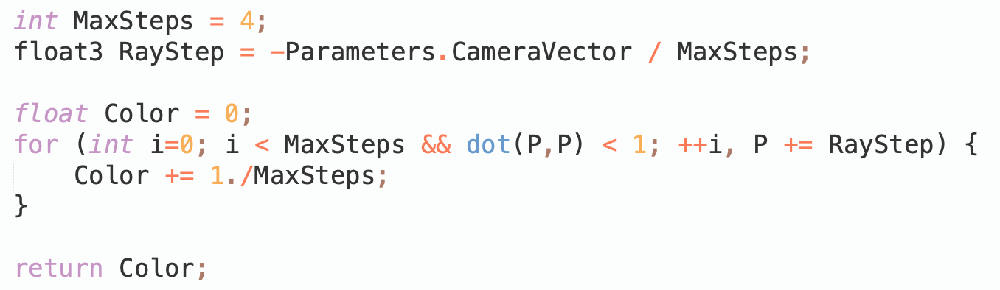 int MaxSteps = 4;
float3 RayStep = -Parameters.CameraVector / MaxSteps;
float Color = 0;
for (int i=0; i < MaxSteps && dot(P,P) < 1; ++i, P += RayStep) {
    Color += 1./MaxSteps;
}
return Color;